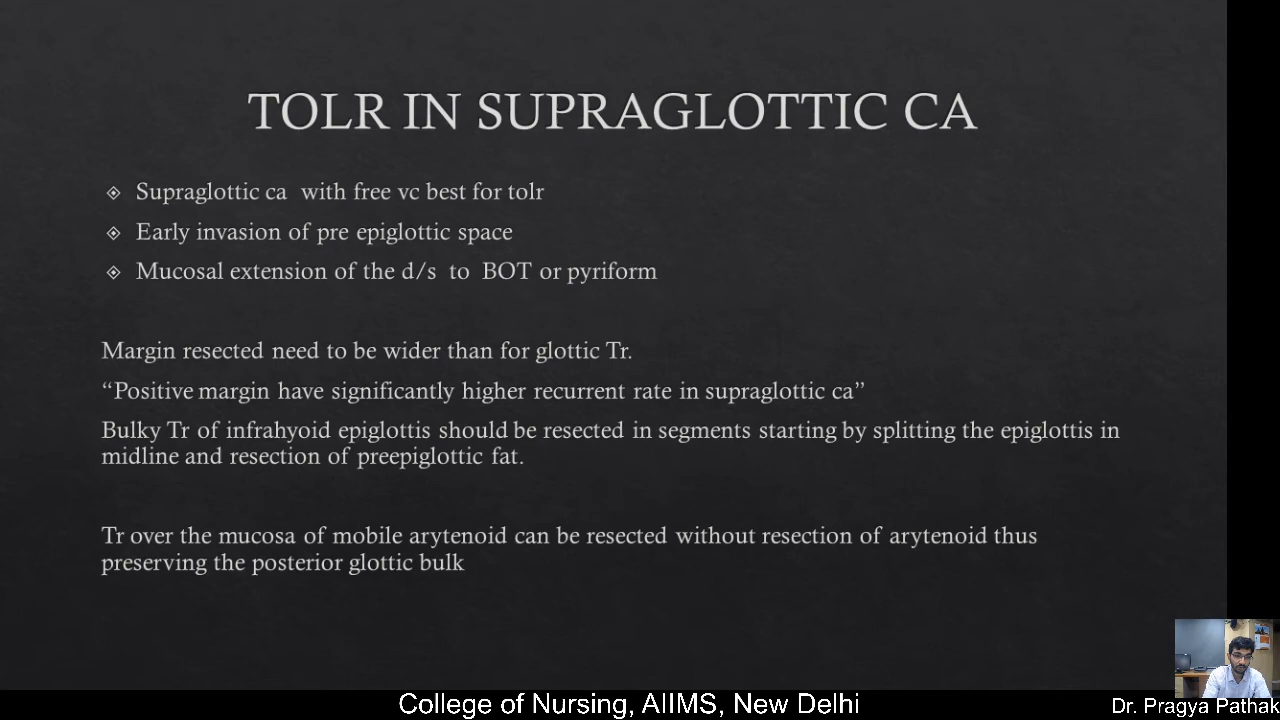 TOLR IN SUPRAGLOTTIC CA
Supraglottic ca with free vc best for tolr
Early invasion of pre epiglottic space
Mucosal extension of the d/s to BOT or pyriform
Margin resected need to be wider than for glottic Tr.
“Positive margin have significantly higher recurrent rate in supraglottic ca”
Bulky Tr of infrahyoid epiglottis should be resected in segments starting by splitting the epiglottis in
midline and resection of preepiglottic fat.
Tr over the mucosa of mobile arytenoid can be resected without resection of arytenoid thus
preserving the posterior glottic bulk
College of Nursing, AIIMS, New Delhi
Dr. Pragya Pathak